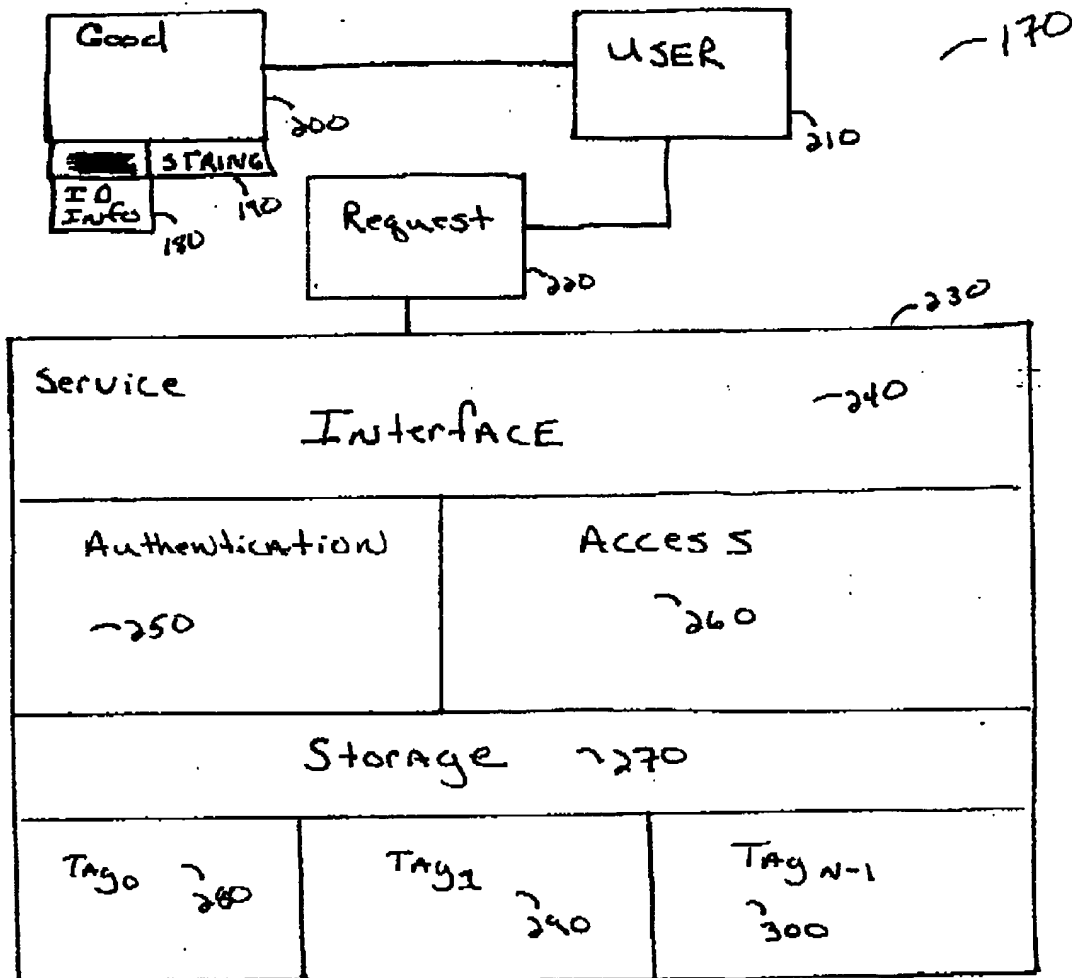 Good
USER
170
200
210
STRING
ID
Info
190
180
Request
220
230
Service
240
Interface
Authentication
Access
250
260
Storage 270
Tag0 280
Tag1 290
Tag N-1 300